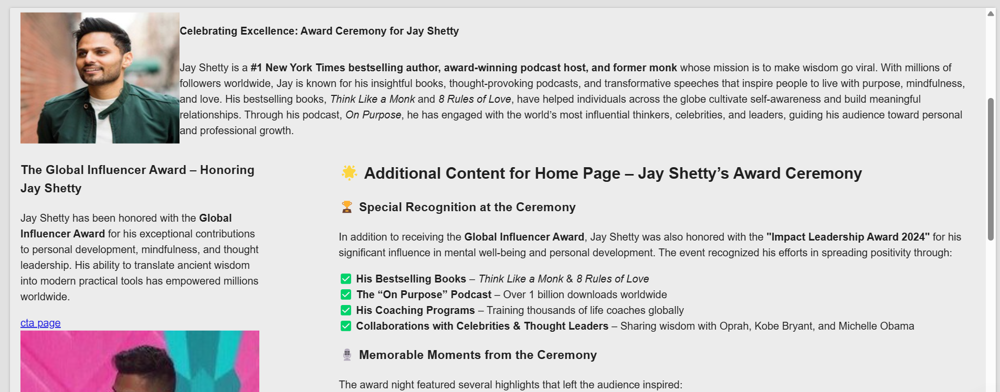 Celebrating Excellence: Award Ceremony for Jay Shetty
Jay Shetty is a #1 New York Times bestselling author, award-winning podcast host, and former monk whose mission is to make wisdom go viral. With millions of
followers worldwide, Jay is known for his insightful books, thought-provoking podcasts, and transformative speeches that inspire people to live with purpose, mindfulness,
and love. His bestselling books, Think Like a Monk and 8 Rules of Love, have helped individuals across the globe cultivate self-awareness and build meaningful
relationships. Through his podcast, On Purpose, he has engaged with the world’s most influential thinkers, celebrities, and leaders, guiding his audience toward personal
and professional growth.
The Global Influencer Award – Honoring
Jay Shetty
Jay Shetty has been honored with the Global
Influencer Award for his exceptional contributions
to personal development, mindfulness, and thought
leadership. His ability to translate ancient wisdom
into modern practical tools has empowered millions
worldwide.
cta page
🌟 Additional Content for Home Page – Jay Shetty’s Award Ceremony
🏆 Special Recognition at the Ceremony
In addition to receiving the Global Influencer Award, Jay Shetty was also honored with the "Impact Leadership Award 2024" for his
significant influence in mental well-being and personal development. The event recognized his efforts in spreading positivity through:
✅ His Bestselling Books – Think Like a Monk & 8 Rules of Love
✅ The “On Purpose” Podcast – Over 1 billion downloads worldwide
✅ His Coaching Programs – Training thousands of life coaches globally
✅ Collaborations with Celebrities & Thought Leaders – Sharing wisdom with Oprah, Kobe Bryant, and Michelle Obama
🎙 Memorable Moments from the Ceremony
The award night featured several highlights that left the audience inspired: